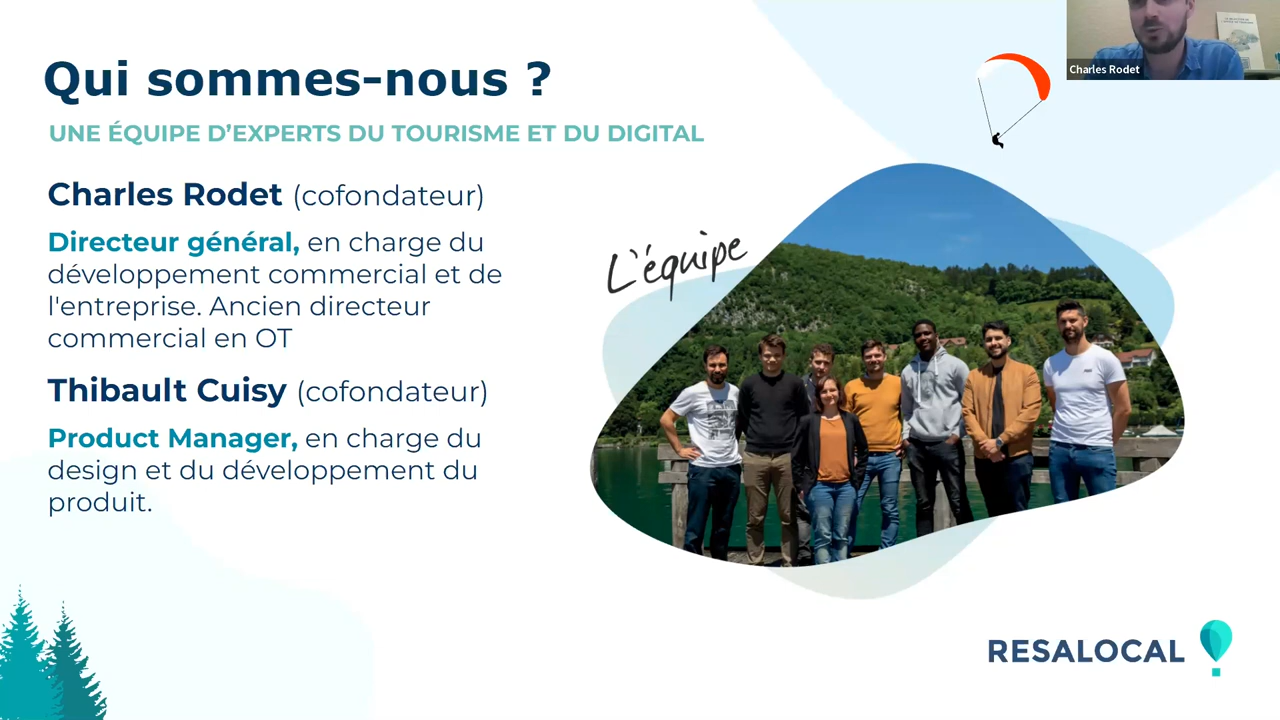 Qui sommes-nous ?
UNE ÉQUIPE D’EXPERTS DU TOURISME ET DU DIGITAL
Charles Rodet (cofondateur)
Directeur général, en charge du
développement commercial et de
l'entreprise. Ancien directeur
commercial en OT
Thibault Cuisy (cofondateur)
Product Manager, en charge du
design et du développement du
produit.
L'équipe
Charles Rodet
RESALOCAL